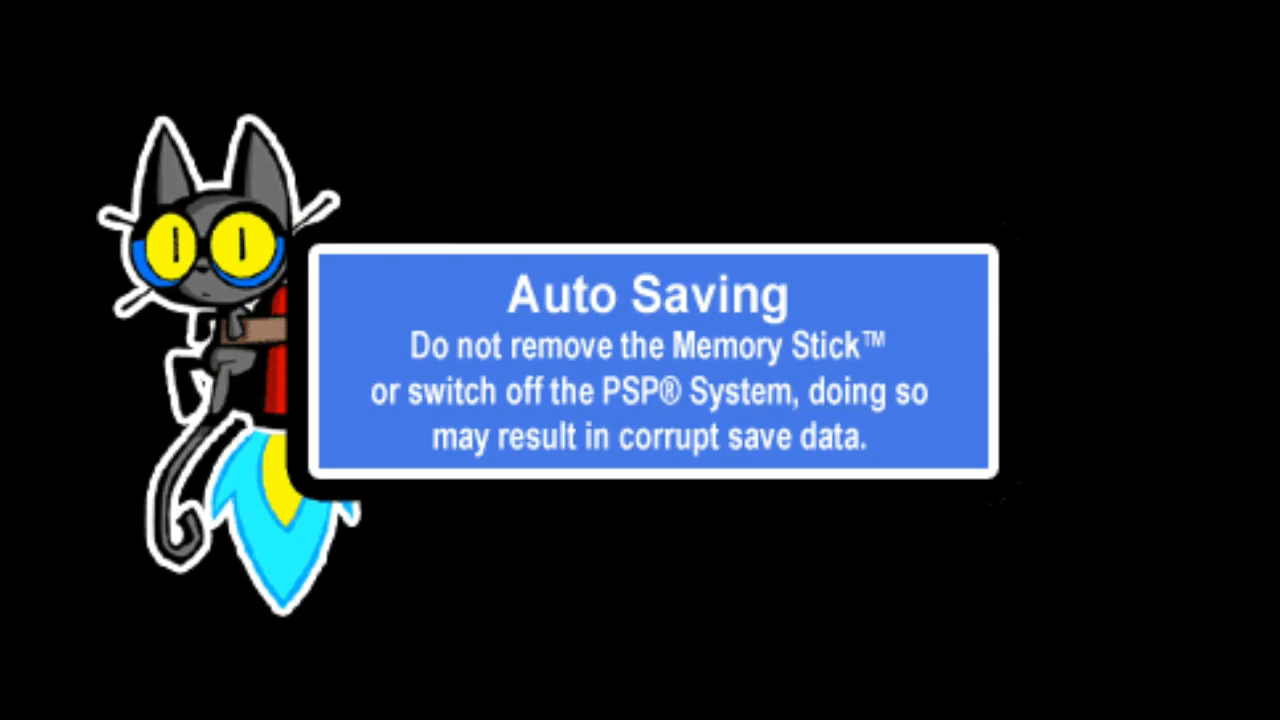 Auto Saving
Do not remove the Memory Stick™
or switch off the PSP® System, doing so
may result in corrupt save data.